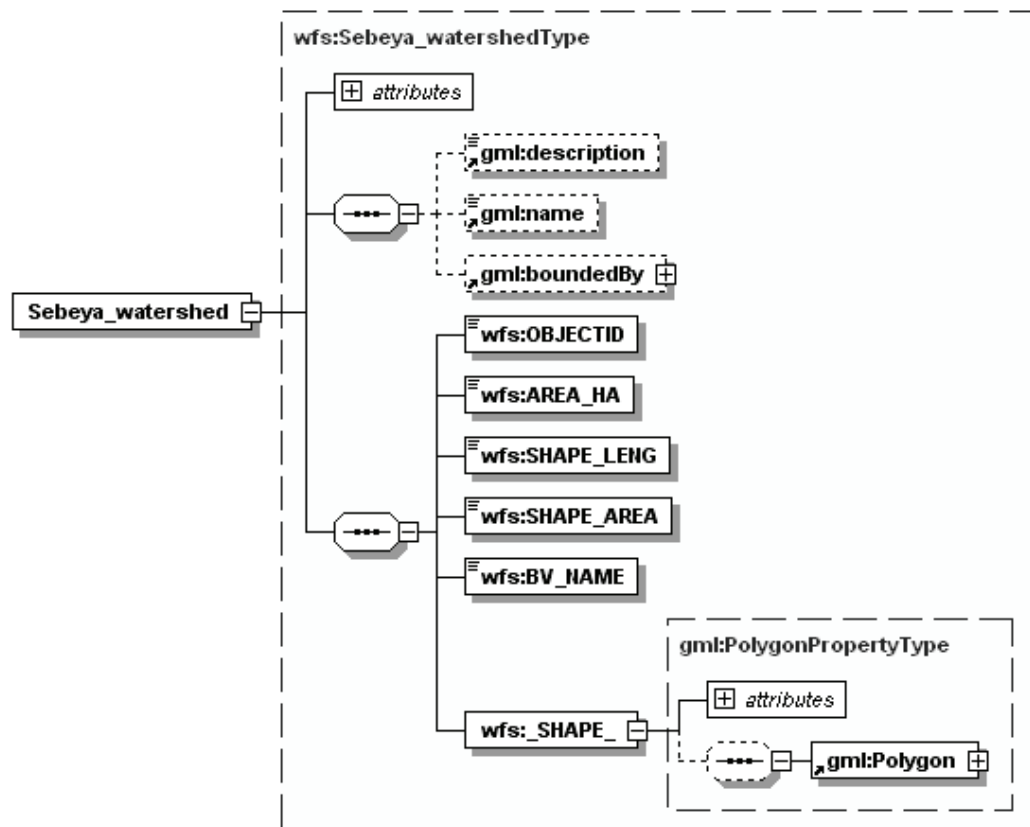 wfs:Sebeya_watershedType
attributes
gml:description
gml:name
gml:boundedBy
Sebeya_watershed
wfs:OBJECTID
wfs:AREA_HA
wfs:SHAPE_LENG
wfs:SHAPE_AREA
wfs:BV_NAME
gml:PolygonPropertyType
attributes
wfs:_SHAPE_
gml:Polygon